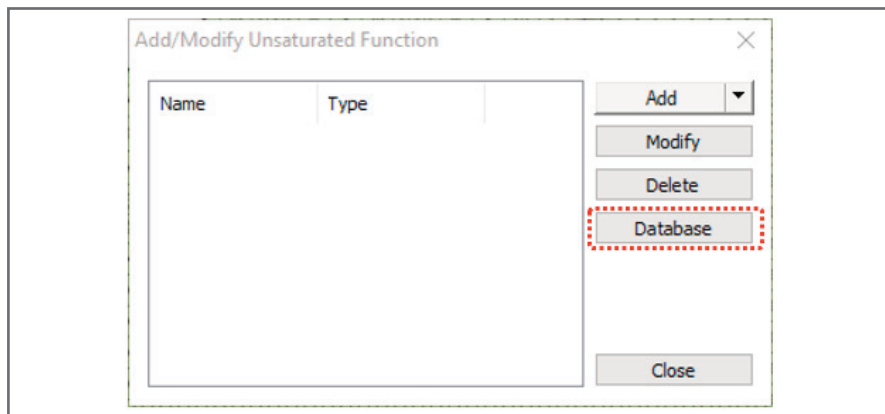 Add/Modify Unsaturated Function
Name Type
Add
Modify
Delete
Database
Close